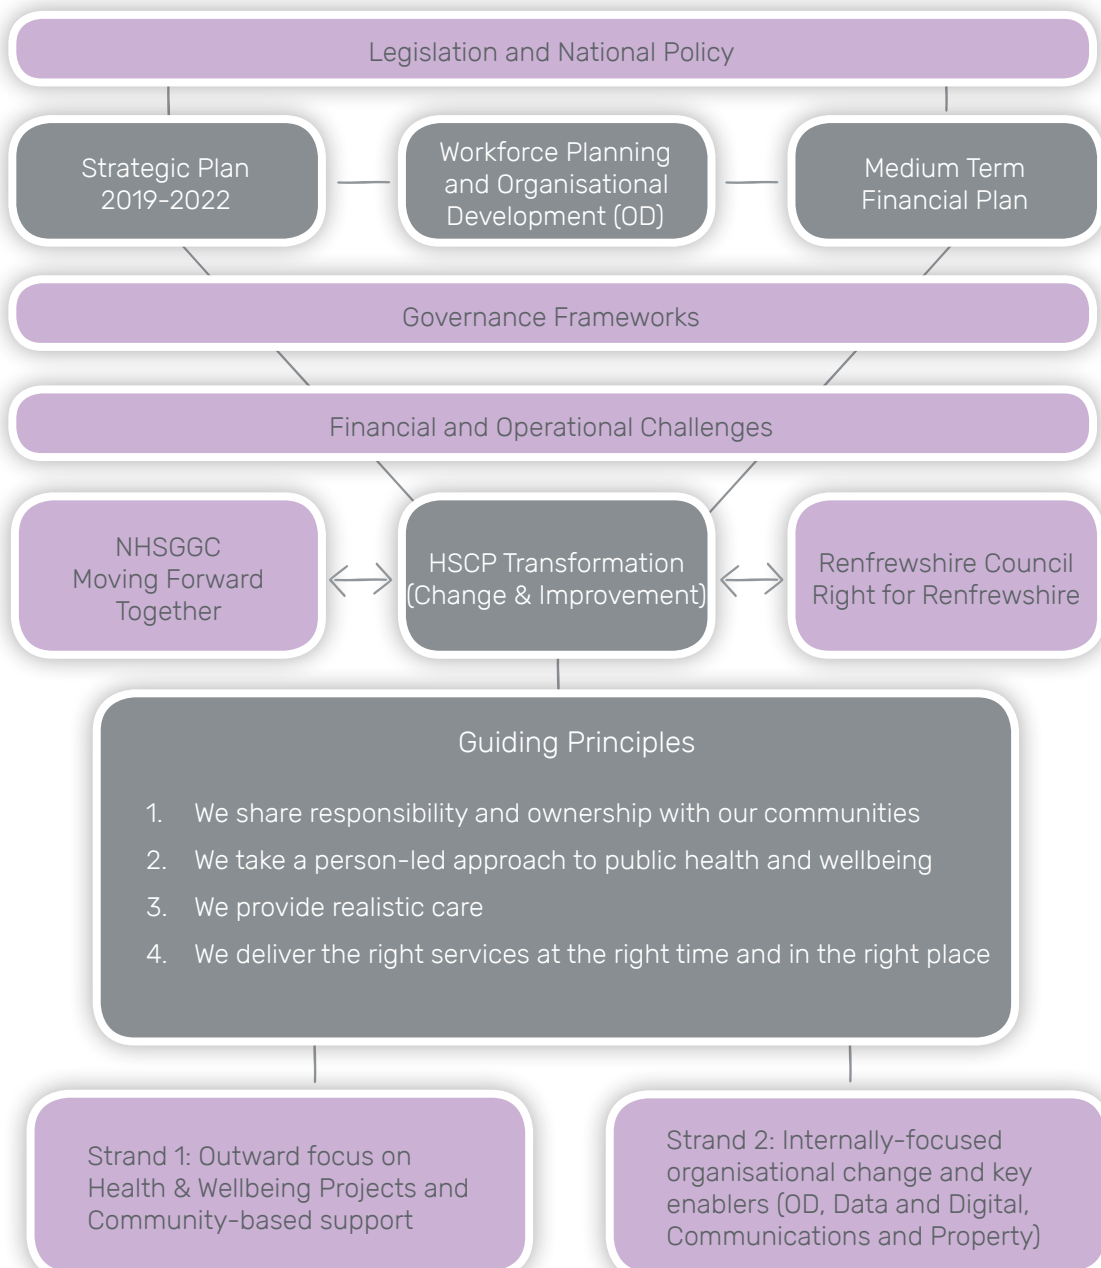 Legislation and National Policy
Strategic Plan
2019-2022
Workforce Planning
and Organisational
Development (OD)
Medium Term
Financial Plan
Governance Frameworks
Financial and Operational Challenges
NHSGGC
Moving Forward
Together
HSCP Transformation
(Change & Improvement)
Renfrewshire Council
Right for Renfrewshire
Guiding Principles
1. We share responsibility and ownership with our communities
2. We take a person-led approach to public health and wellbeing
3. We provide realistic care
4. We deliver the right services at the right time and in the right place
Strand 1: Outward focus on
Health & Wellbeing Projects and
Community-based support
Strand 2: Internally-focused
organisational change and key
enablers (OD, Data and Digital,
Communications and Property)